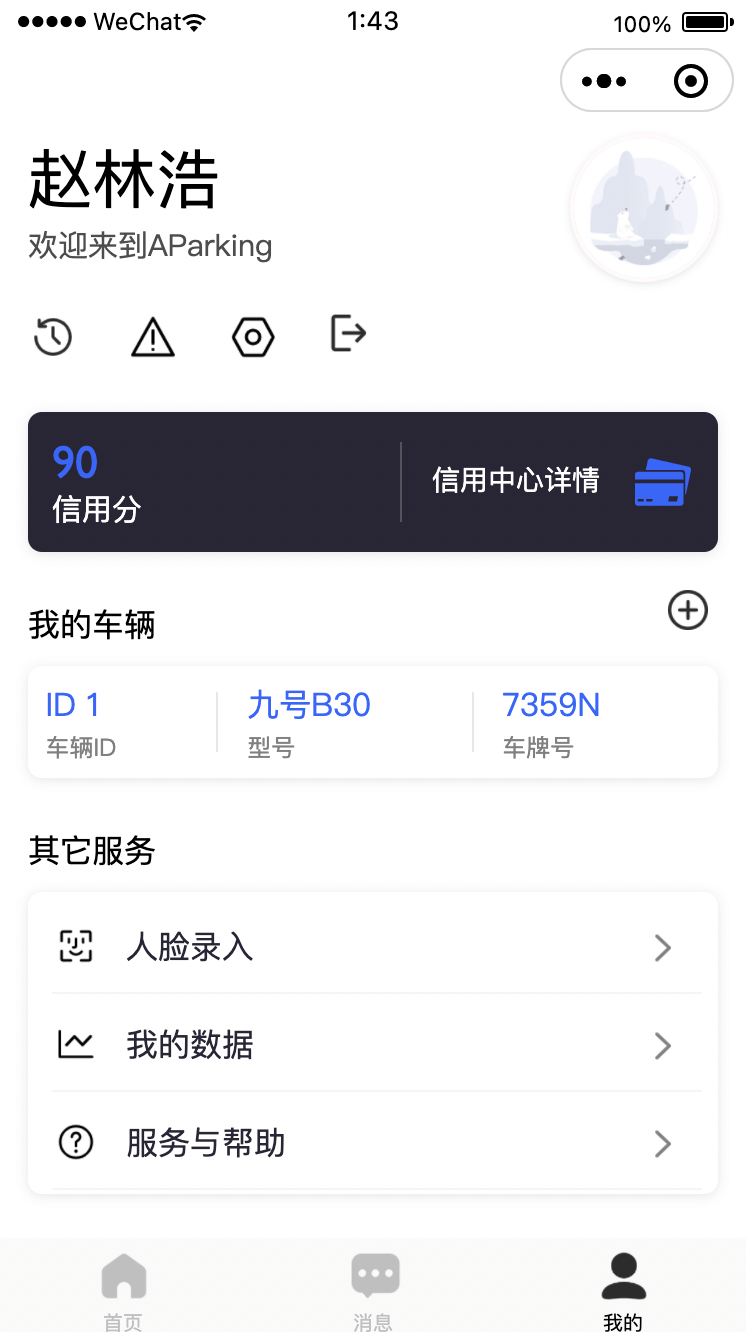 ●●●●● WeChat
1:43
100%
赵林浩
欢迎来到AParking
90
信用分
信用中心详情
我的车辆
ID 1
九号B30
7359N
车辆ID
型号
车牌号
其它服务
人脸录入
我的数据
服务与帮助
首页
消息
我的